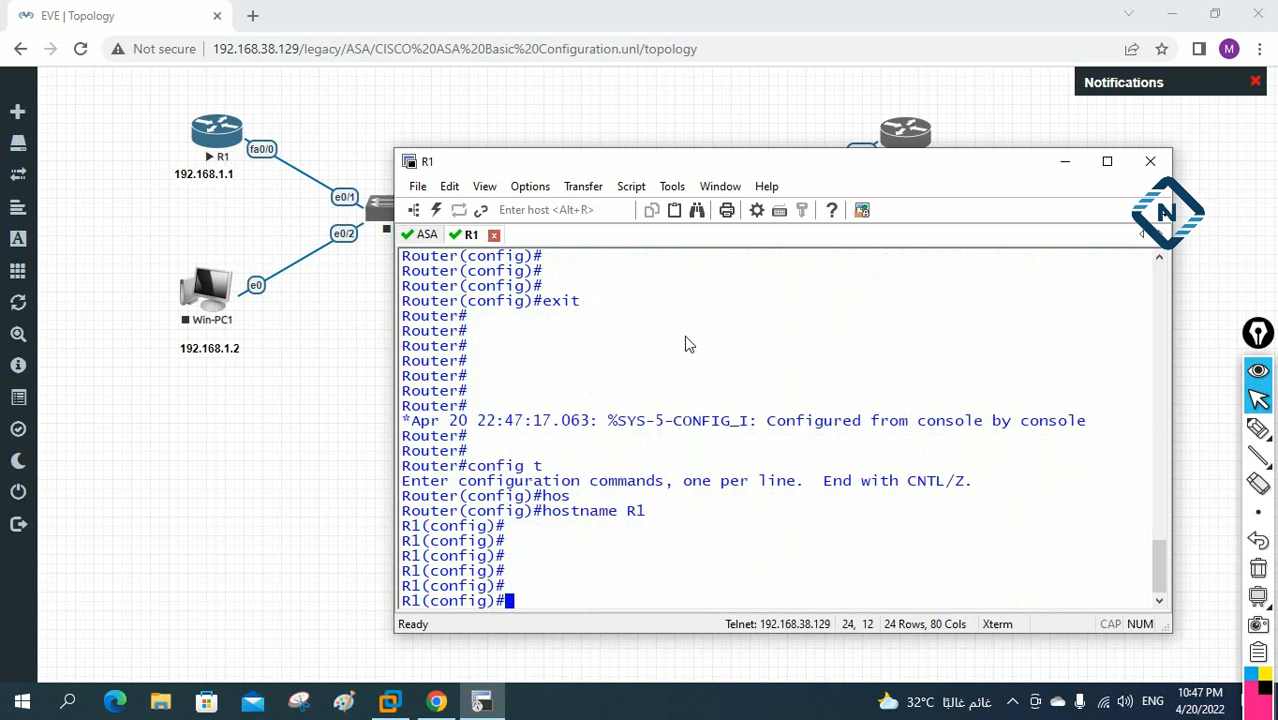 EVE | Topology
Not secure
192.168.38.129/legacy/ASA/CISCO%20ASA%20Basic%20Configuration.unl/topology
M
Notifications
R1
192.168.1.1
fa0/0
e0/1
e0/2
e0
Win-PC1
192.168.1.2
R1
File Edit View Options Transfer Script Tools Window Help
Enter host <Alt+R>
N
ASA
R1
Router(config)#
Router(config)#
Router(config)#
Router(config)#exit
Router#
Router#
Router#
Router#
Router#
Router#
Router#
*Apr 20 22:47:17.063: %SYS-5-CONFIG_I: Configured from console by console
Router#
Router#
Router#config t
Enter configuration commands, one per line.  End with CNTL/Z.
Router(config)#hos
Router(config)#hostname R1
R1(config)#
R1(config)#
R1(config)#
R1(config)#
R1(config)#
R1(config)#
Ready
Telnet: 192.168.38.129
24, 12
24 Rows, 80 Cols
Xterm
CAP
NUM
32°C
غائم غالبًا
ENG
10:47 PM
4/20/2022